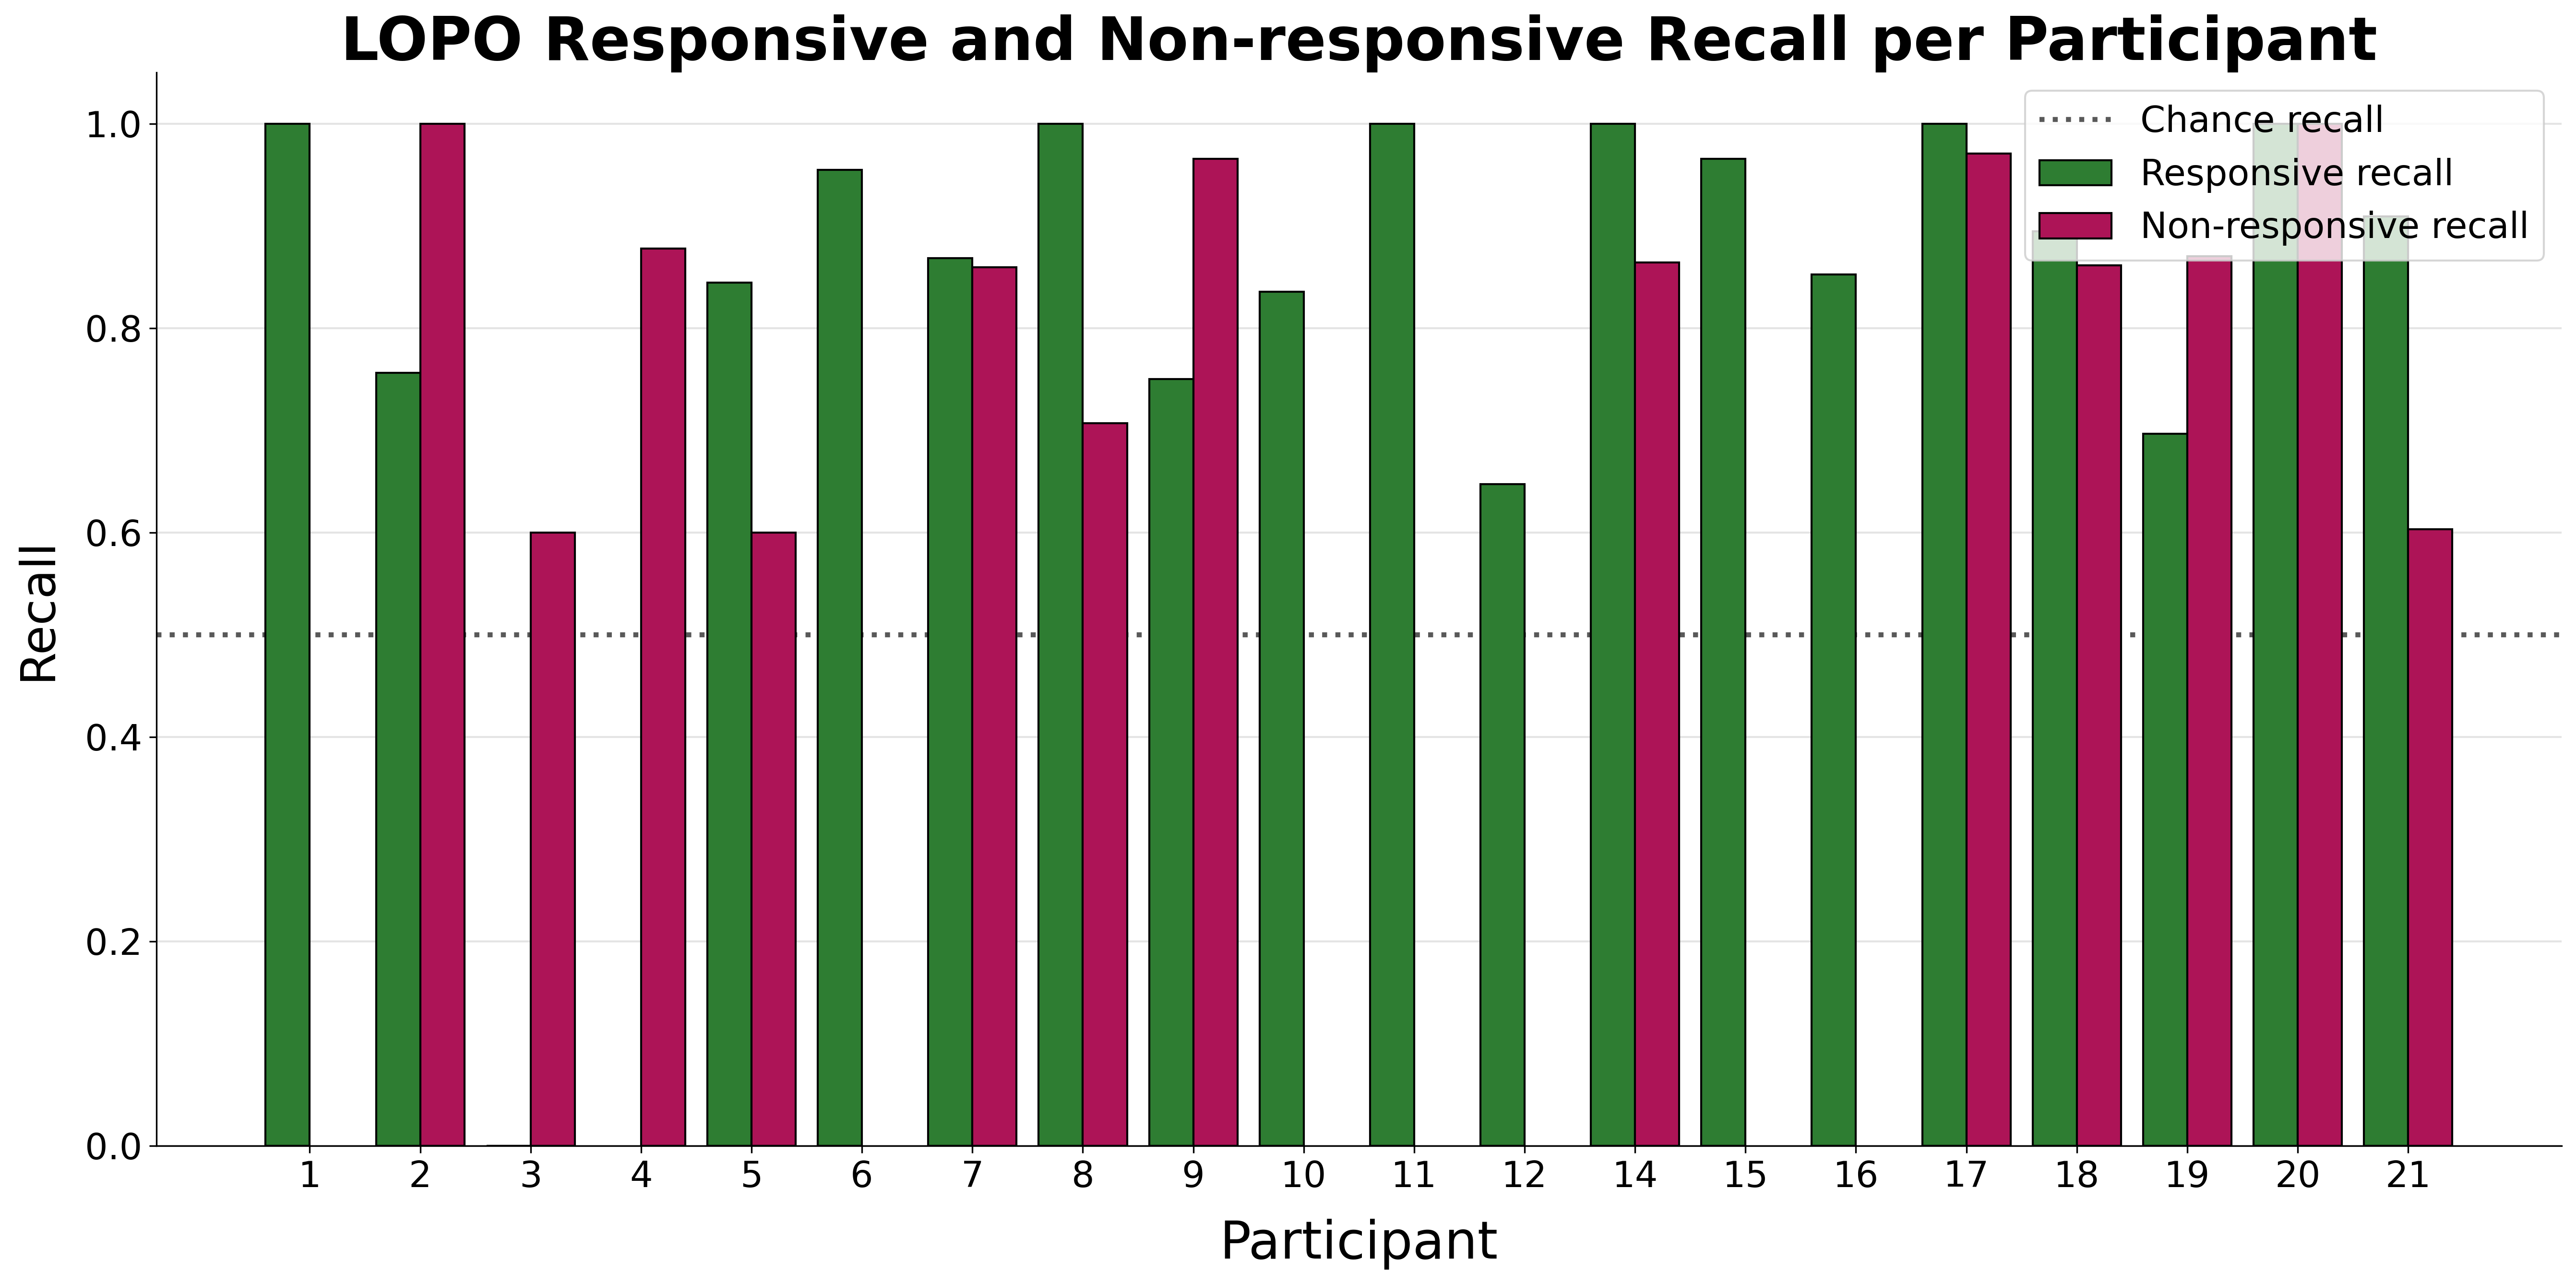 LOPO Responsive and Non-responsive Recall per Participant
Chance recall
Responsive recall
Non-responsive recall
Recall
1.0
0.8
0.6
0.4
0.2
0.0
1 2 3 4 5 6 7 8 9 10 11 12 14 15 16 17 18 19 20 21
Participant